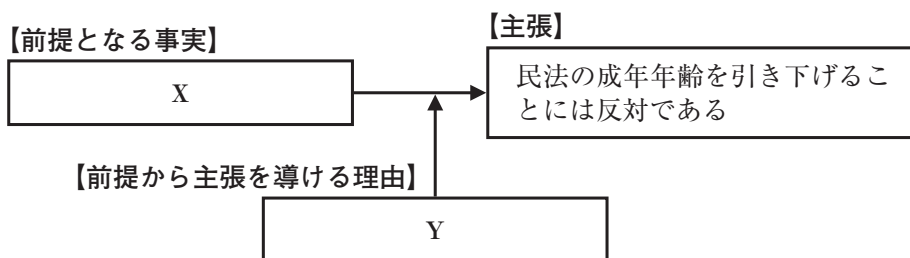 【前提となる事実】
X
【主張】
民法の成年年齢を引き下げるこ
とには反対である
【前提から主張を導ける理由】
Y